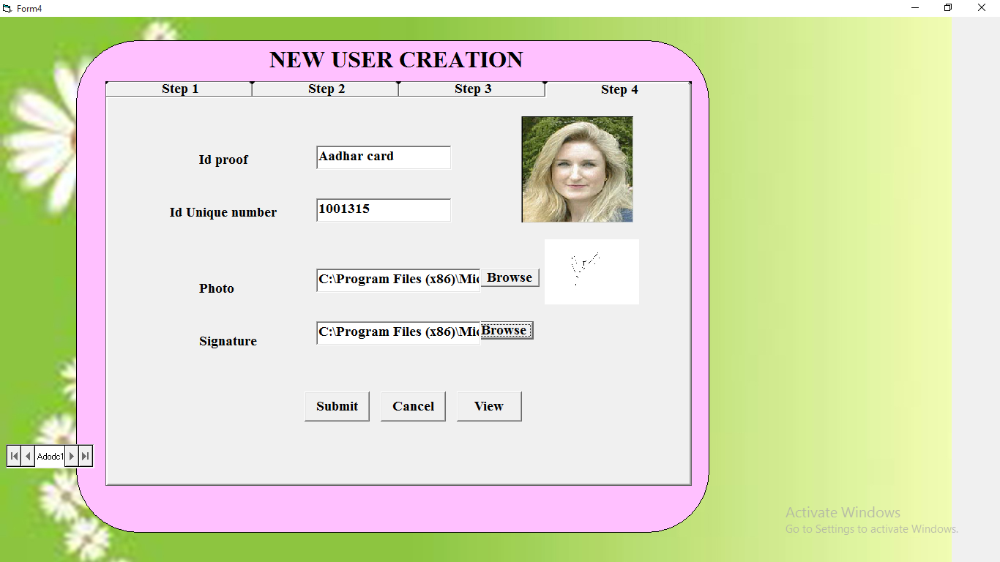 Form4
NEW USER CREATION
Step 1 Step 2 Step 3 Step 4
Id proof Aadhar card
Id Unique number 1001315
Photo C:\Program Files (x86)\Mic Browse
Signature C:\Program Files (x86)\Mic Browse
Submit Cancel View
Adodc1
Activate Windows
Go to Settings to activate Windows.